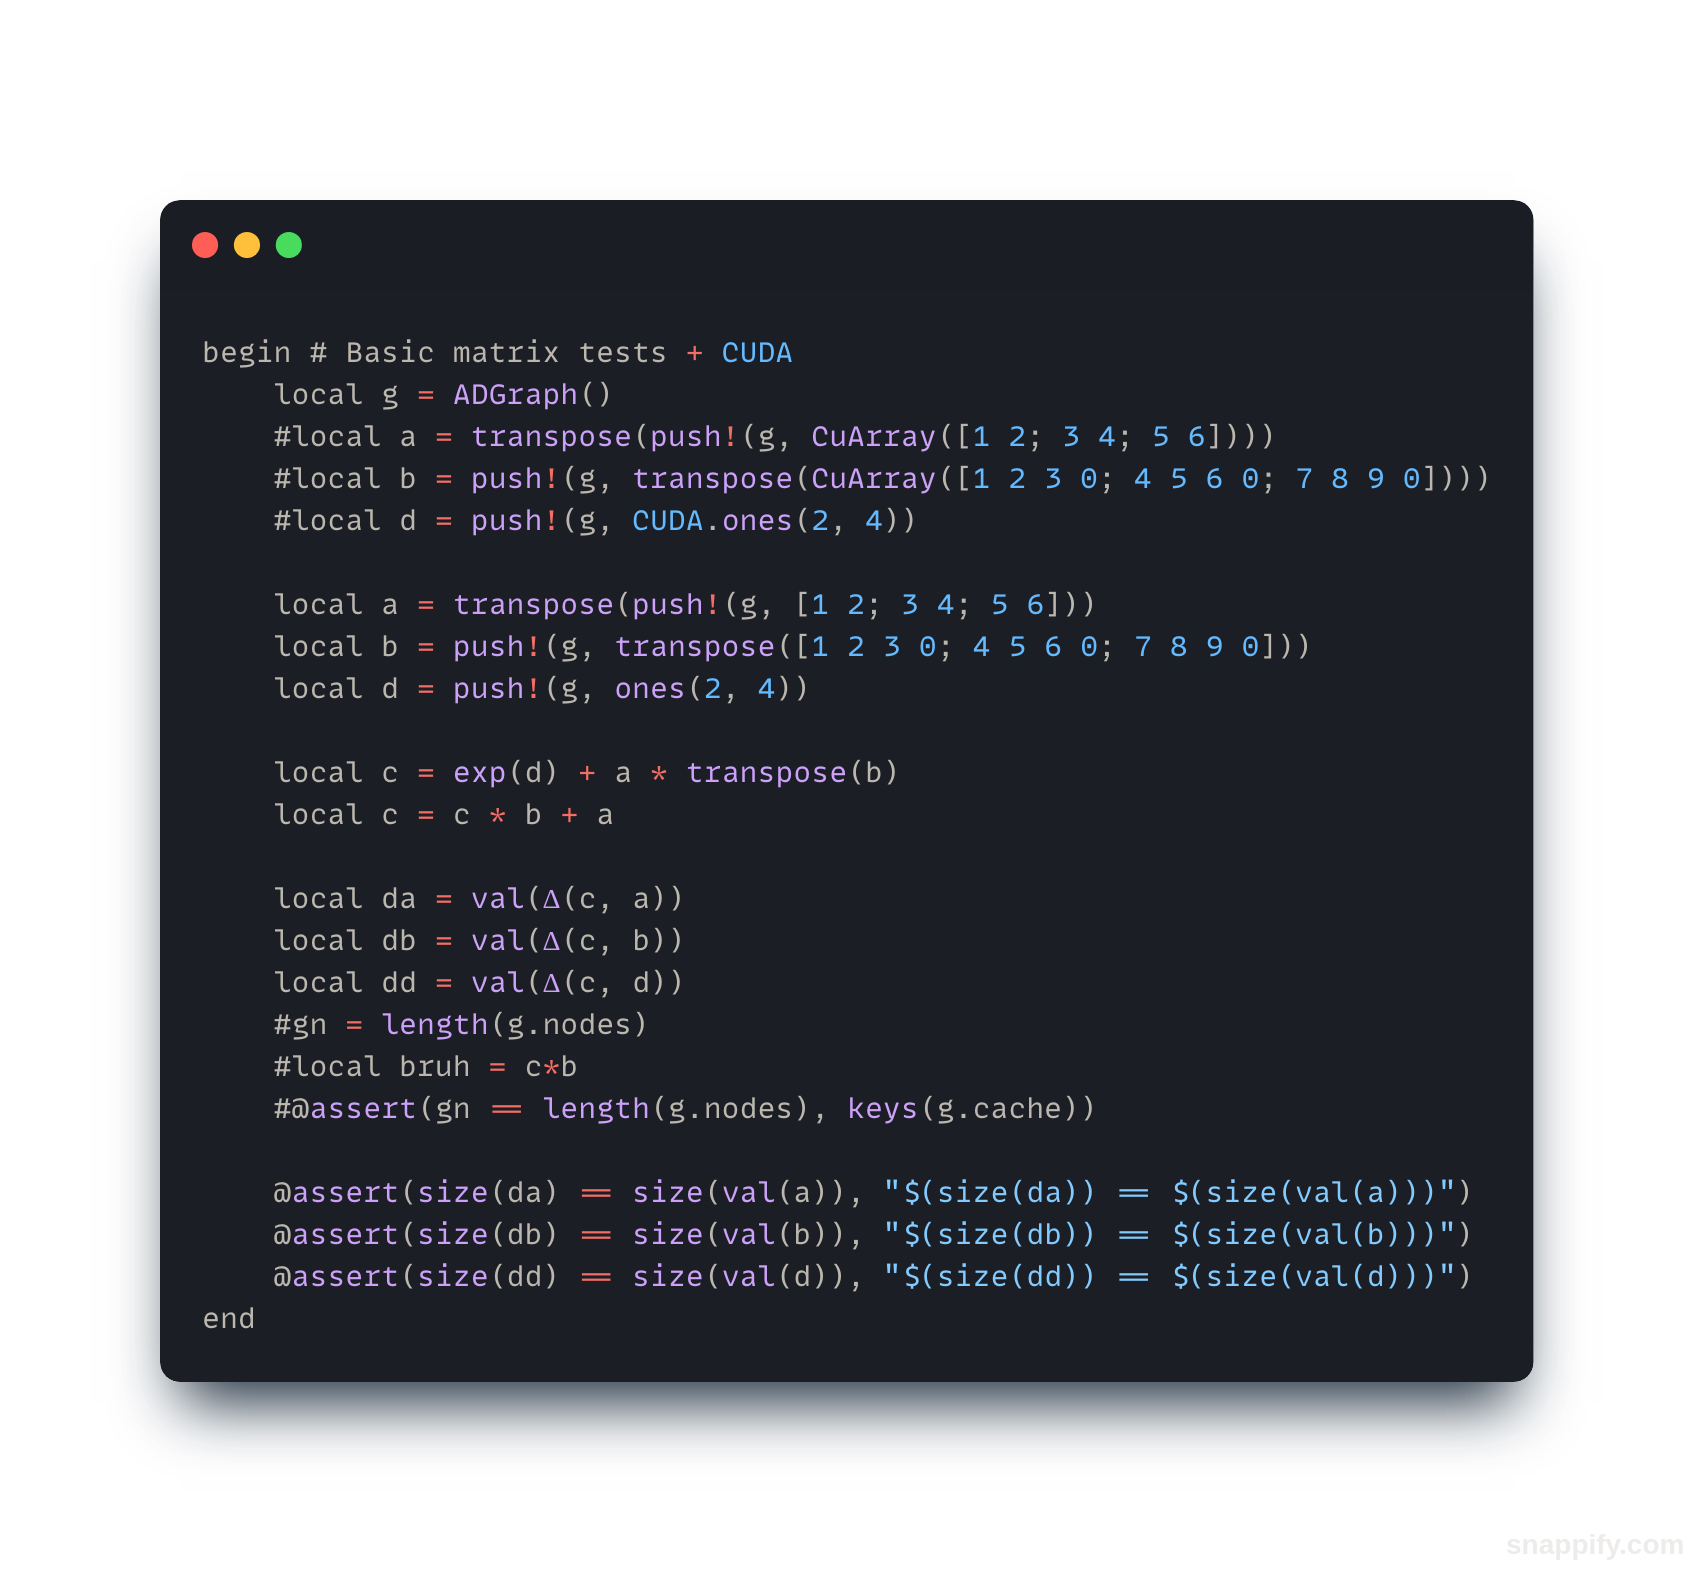 begin # Basic matrix tests + CUDA
    local g = ADGraph()
    #local a = transpose(push!(g, CuArray([1 2; 3 4; 5 6])))
    #local b = push!(g, transpose(CuArray([1 2 3 0; 4 5 6 0; 7 8 9 0])))
    #local d = push!(g, CUDA.ones(2, 4))

    local a = transpose(push!(g, [1 2; 3 4; 5 6]))
    local b = push!(g, transpose([1 2 3 0; 4 5 6 0; 7 8 9 0]))
    local d = push!(g, ones(2, 4))

    local c = exp(d) + a * transpose(b)
    local c = c * b + a

    local da = val(Δ(c, a))
    local db = val(Δ(c, b))
    local dd = val(Δ(c, d))
    #gn = length(g.nodes)
    #local bruh = c*b
    #@assert(gn == length(g.nodes), keys(g.cache))

    @assert(size(da) == size(val(a)), "$(size(da)) == $(size(val(a)))")
    @assert(size(db) == size(val(b)), "$(size(db)) == $(size(val(b)))")
    @assert(size(dd) == size(val(d)), "$(size(dd)) == $(size(val(d)))")
end
snappify.com